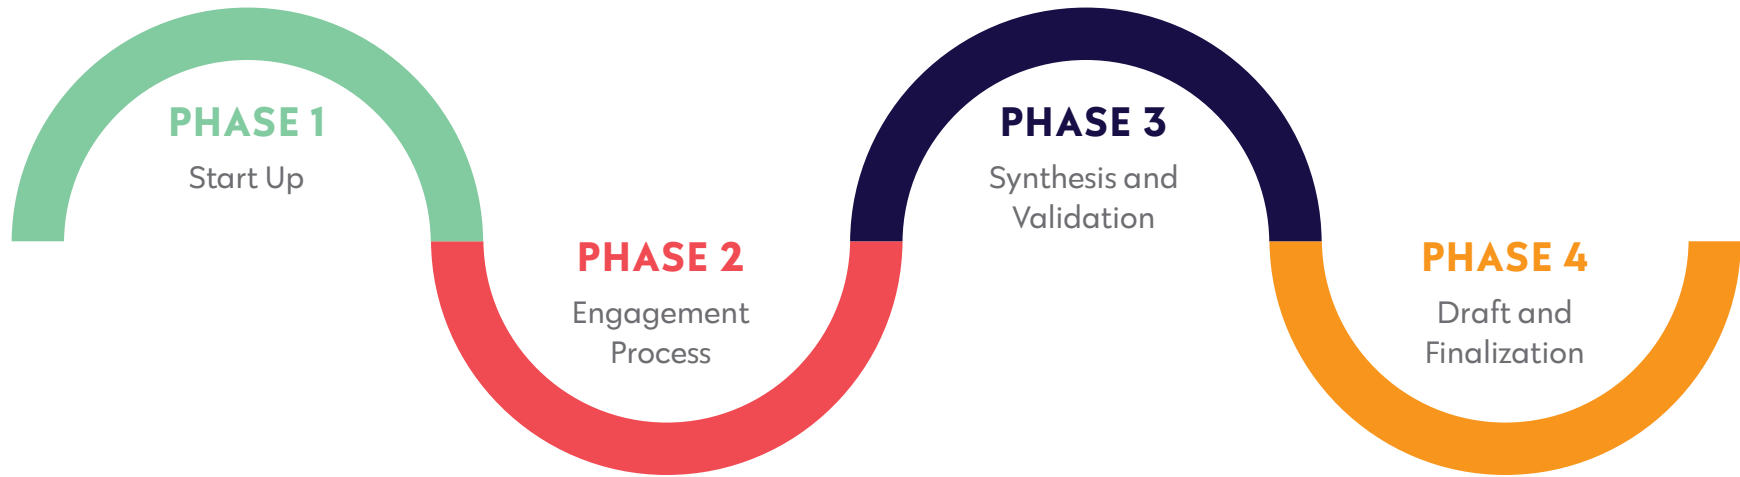 PHASE 1
Start Up
PHASE 2
Engagement
Process
PHASE 3
Synthesis and
Validation
PHASE 4
Draft and
Finalization